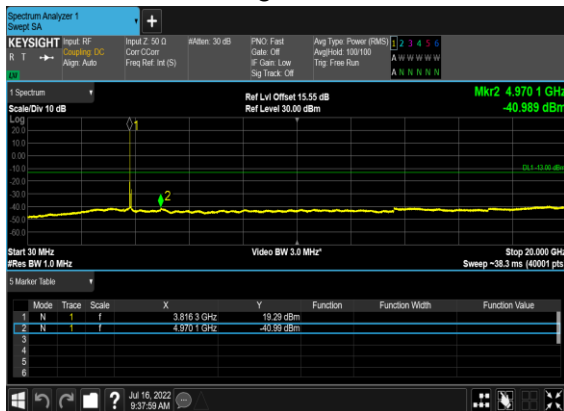 Spectrum Analyzer 1
Swept SA
KEYSIGHT Input: RF Input Z: 50 Ω #Atten: 30 dB PNO: Fast Avg Type: Power (RMS) 1 2 3 4 5 6
R T Coupling: DC Corr CCorr Gate: Off Avg|Hold: 100/100 A W W W W W
Align: Auto Freq Ref: Int (S) IF Gain: Low Trig: Free Run
LXI Sig Track: Off A N N N N N
1 Spectrum Ref Lvl Offset 15.55 dB Mkr2 4.970 1 GHz
Scale/Div 10 dB Ref Level 30.00 dBm -40.989 dBm
Log
20.0
10.0
0.00
-10.0
-20.0
-30.0
-40.0
-50.0
-60.0
1
2
DL1 -13.00 dBm
Start 30 MHz Video BW 3.0 MHz* Stop 20.000 GHz
#Res BW 1.0 MHz Sweep ~38.3 ms (40001 pts)
5 Marker Table
Mode Trace Scale X Y Function Function Width Function Value
1 N 1 f 3.816 3 GHz 19.29 dBm
2 N 1 f 4.970 1 GHz -40.99 dBm
3
4
5
6
? Jul 16, 2022
9:37:59 AM